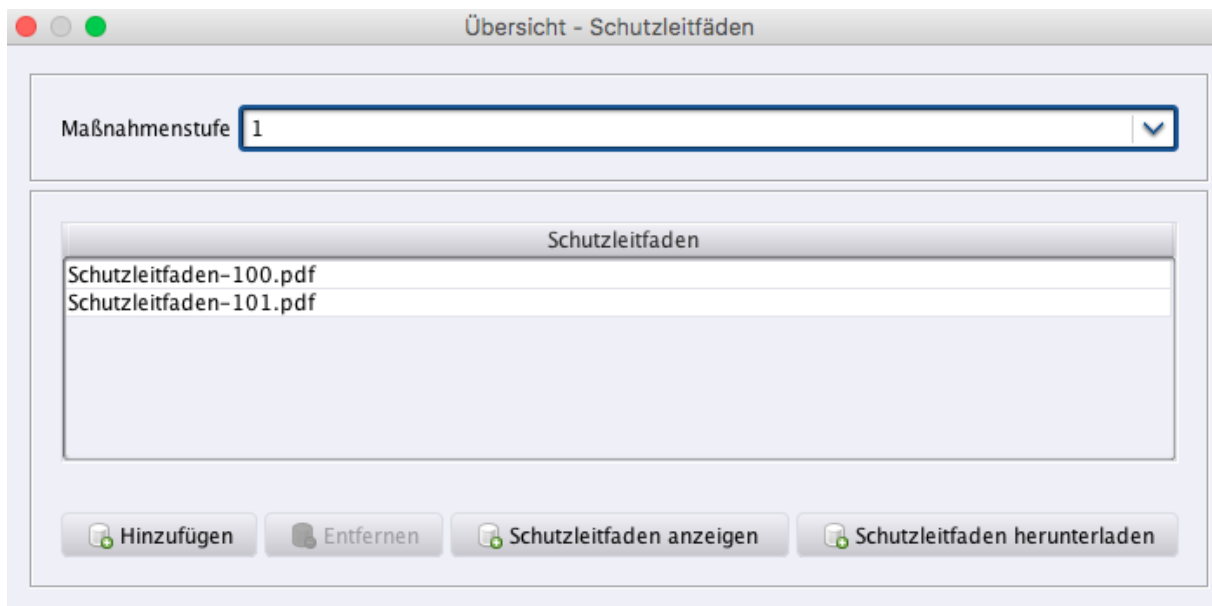 Übersicht - Schutzleitfäden
Maßnahmenstufe 1
Schutzleitfaden
Schutzleitfaden-100.pdf
Schutzleitfaden-101.pdf
Hinzufügen Entfernen Schutzleitfaden anzeigen Schutzleitfaden herunterladen